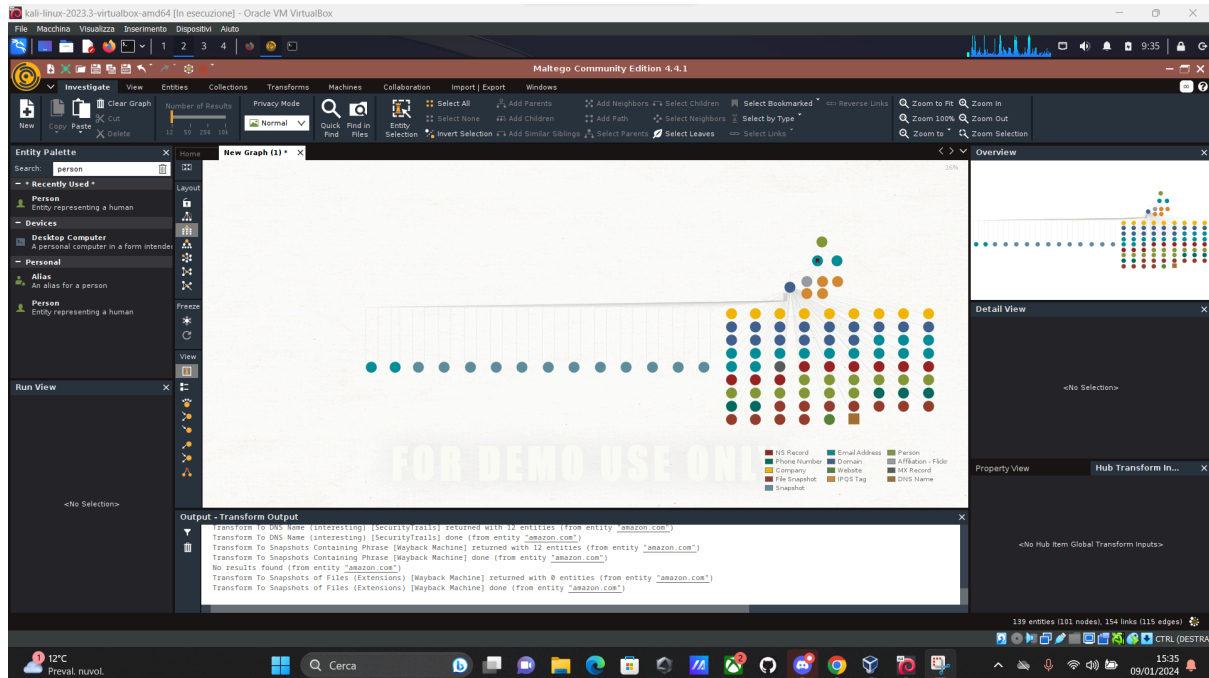 kali-linux-2023.3-virtualbox-amd64 [In esecuzione] - Oracle VM VirtualBox
File Macchina Visualizza Inserimento Dispositivi Aiuto
1 2 3 4 9:35
Maltego Community Edition 4.4.1
Investigate View Entities Collections Transforms Machines Collaboration Import | Export Windows
New
Copy
Paste
Clear Graph
Cut
Delete
Number of Results
12 50 256 10k
Privacy Mode
Normal
Quick Find
Find in Files
Entity Selection
Select All
Select None
Invert Selection
Add Parents
Add Children
Add Similar Siblings
Add Neighbors
Add Path
Select Parents
Select Children
Select Neighbors
Select Leaves
Select Bookmarked
Select by Type
Select Links
Reverse Links
Zoom to Fit
Zoom 100%
Zoom to
Zoom In
Zoom Out
Zoom Selection
Entity Palette
Search: person
* Recently Used *
Person
Entity representing a human
Devices
Desktop Computer
A personal computer in a form intende
Personal
Alias
An alias for a person
Person
Entity representing a human
Run View
<No Selection>
Home New Graph (1) *
Layout
Freeze
View
16%
FOR DEMO USE ONL
NS Record Email Address Person
Phone Number Domain Affiliation - Flickr
Company Website MX Record
File Snapshot IPQS Tag DNS Name
Snapshot
Output - Transform Output
Transform To DNS Name (interesting) [SecurityTrails] returned with 12 entities (from entity "amazon.com")
Transform To DNS Name (interesting) [SecurityTrails] done (from entity "amazon.com")
Transform To Snapshots Containing Phrase [Wayback Machine] returned with 12 entities (from entity "amazon.com")
Transform To Snapshots Containing Phrase [Wayback Machine] done (from entity "amazon.com")
No results found (from entity "amazon.com")
Transform To Snapshots of Files (Extensions) [Wayback Machine] returned with 0 entities (from entity "amazon.com")
Transform To Snapshots of Files (Extensions) [Wayback Machine] done (from entity "amazon.com")
Overview
Detail View
<No Selection>
Property View Hub Transform In...
<No Hub Item Global Transform Inputs>
139 entities (101 nodes), 154 links (115 edges)
CTRL (DESTRA
1
12°C
Preval. nuvol.
Cerca
2
15:35
09/01/2024